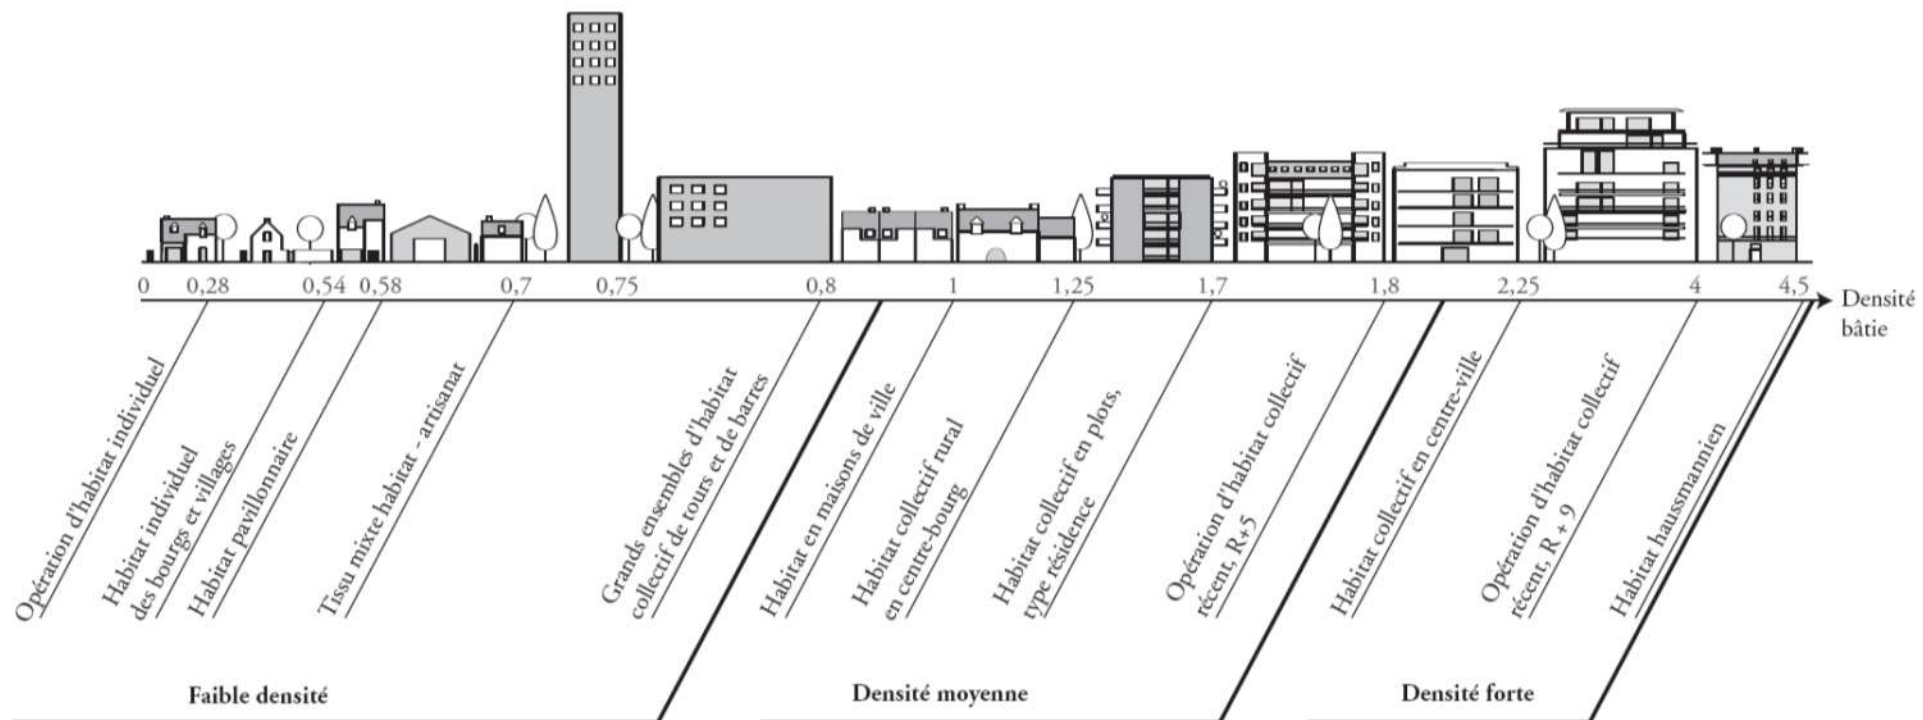 0
0,28
0,54
0,58
0,7
0,75
0,8
1
1,25
1,7
1,8
2,25
4
4,5
Densité
bâtie
Opération d'habitat individuel
Habitat individuel
des bourgs et villages
Habitat pavillonnaire
Tissu mixte habitat - artisanat
Grands ensembles d'habitat
collectif de tours et de barres
Habitat en maisons de ville
Habitat collectif rural
en centre-bourg
Habitat collectif en plots,
type résidence
Opération d'habitat collectif
récent, R+5
Habitat collectif en centre-ville
Opération d'habitat collectif
récent, R + 9
Habitat haussmannien
Faible densité
Densité moyenne
Densité forte